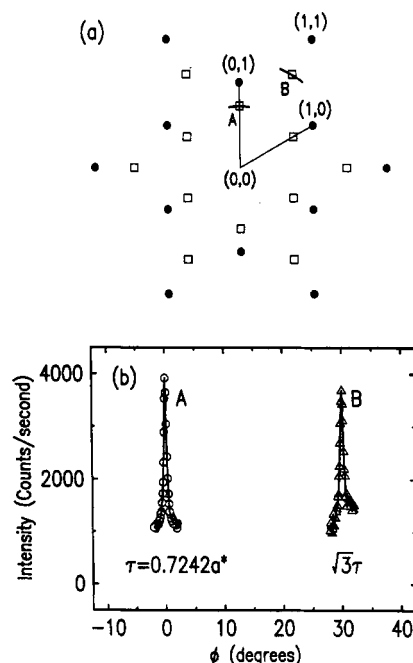 (a)
(1,1)
(0,1)
B
A
(1,0)
(0,0)
(b)
4000
2000
0
Intensity (Counts/second)
A
B
τ=0.7242a*
√3τ
−10 0 10 20 30 40
ϕ (degrees)